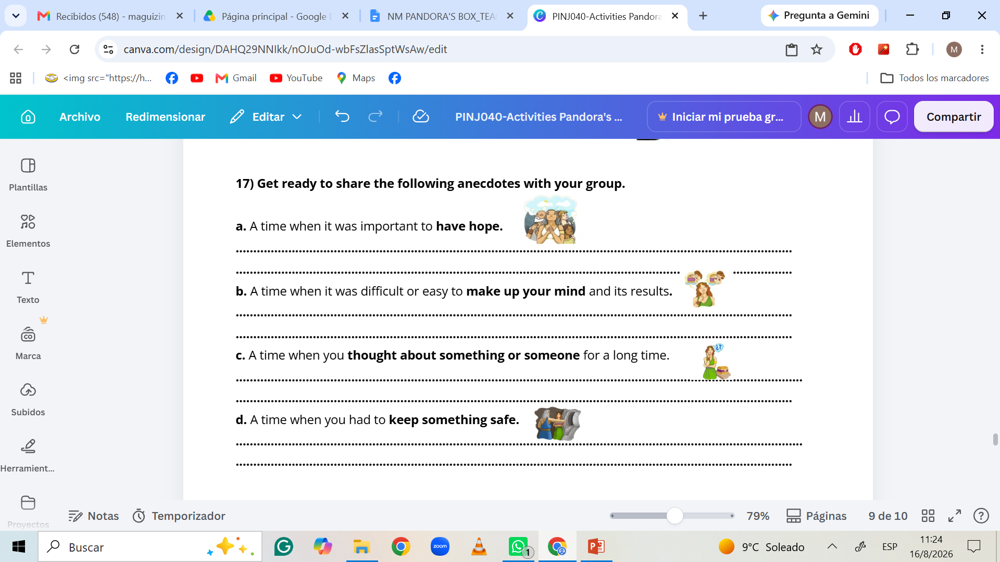 Recibidos (548) - maguizin
Página principal - Google
NM PANDORA'S BOX_TEA
PINJ040-Activities Pandora
Pregunta a Gemini
canva.com/design/DAHQ29NNIkk/nOJuOd-wbFsZlasSptWsAw/edit
M
<img src="https://h...
Gmail
YouTube
Maps
Todos los marcadores
Archivo
Redimensionar
Editar
PINJ040-Activities Pandora's ...
Iniciar mi prueba gr...
M
Compartir
Plantillas
Elementos
Texto
Marca
Subidos
Herramient...
Proyectos
17) Get ready to share the following anecdotes with your group.
a. A time when it was important to have hope.
b. A time when it was difficult or easy to make up your mind and its results.
c. A time when you thought about something or someone for a long time.
d. A time when you had to keep something safe.
Notas
Temporizador
79%
Páginas
9 de 10
Buscar
zoom
1
9°C Soleado
ESP
11:24
16/8/2026